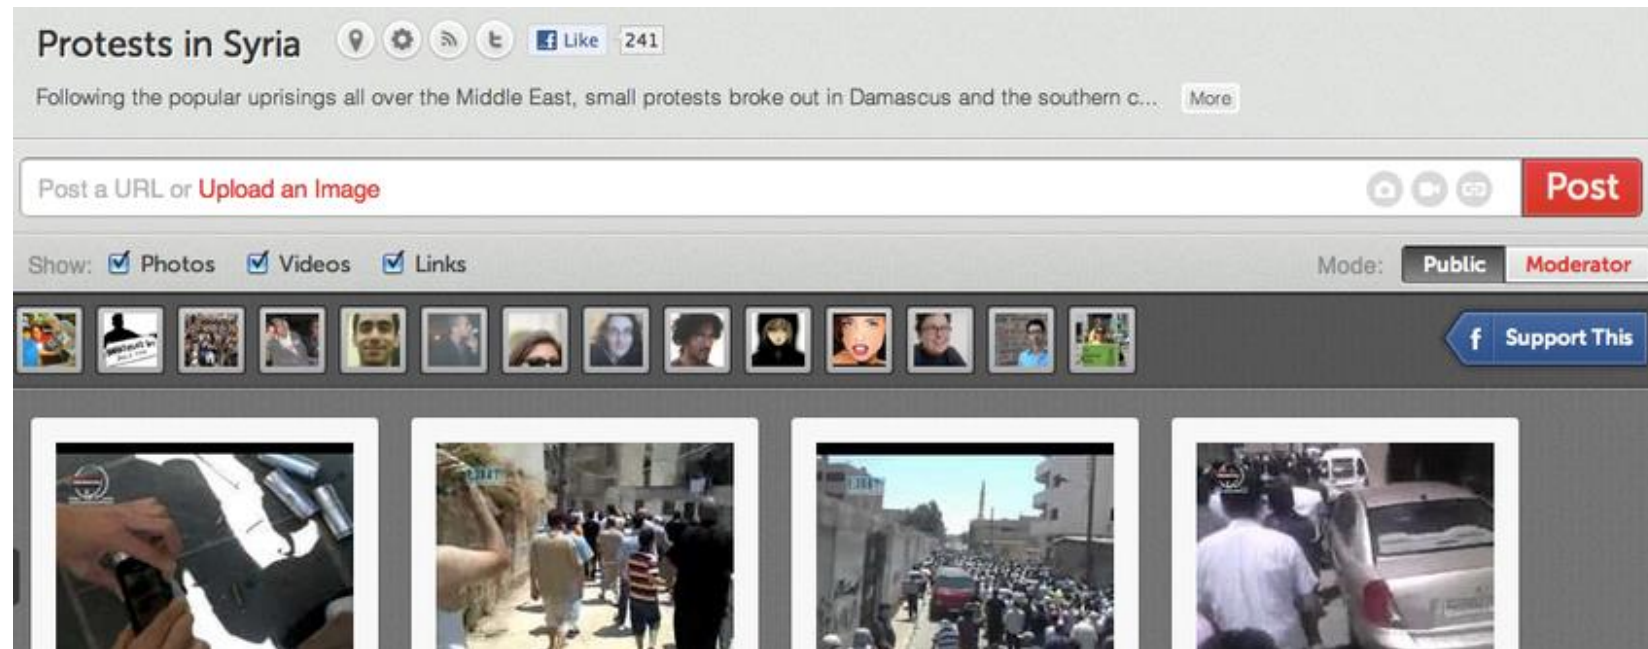 Protests in Syria
Like 241
Following the popular uprisings all over the Middle East, small protests broke out in Damascus and the southern c... More
Post a URL or Upload an Image
Post
Show: Photos Videos Links
Mode: Public Moderator
Support This